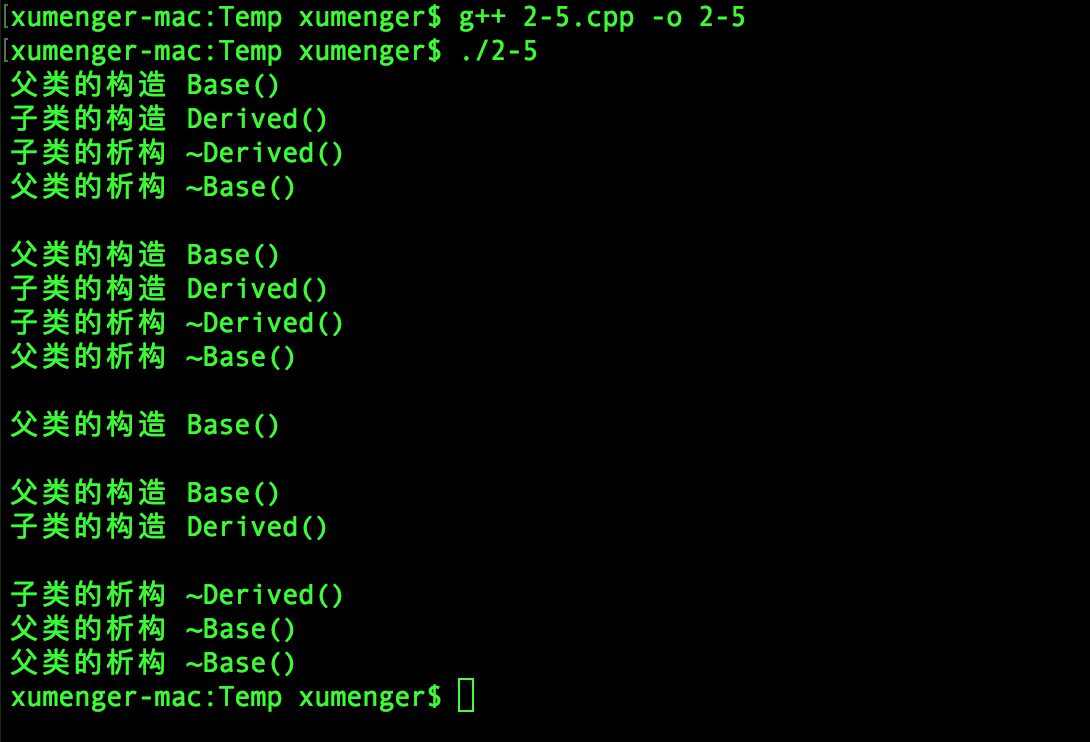 [xumenger-mac:Temp xumenger$ g++ 2-5.cpp -o 2-5
[xumenger-mac:Temp xumenger$ ./2-5
父类的构造 Base()
子类的构造 Derived()
子类的析构 ~Derived()
父类的析构 ~Base()
父类的构造 Base()
子类的构造 Derived()
子类的析构 ~Derived()
父类的析构 ~Base()
父类的构造 Base()
父类的构造 Base()
子类的构造 Derived()
子类的析构 ~Derived()
父类的析构 ~Base()
父类的析构 ~Base()
xumenger-mac:Temp xumenger$